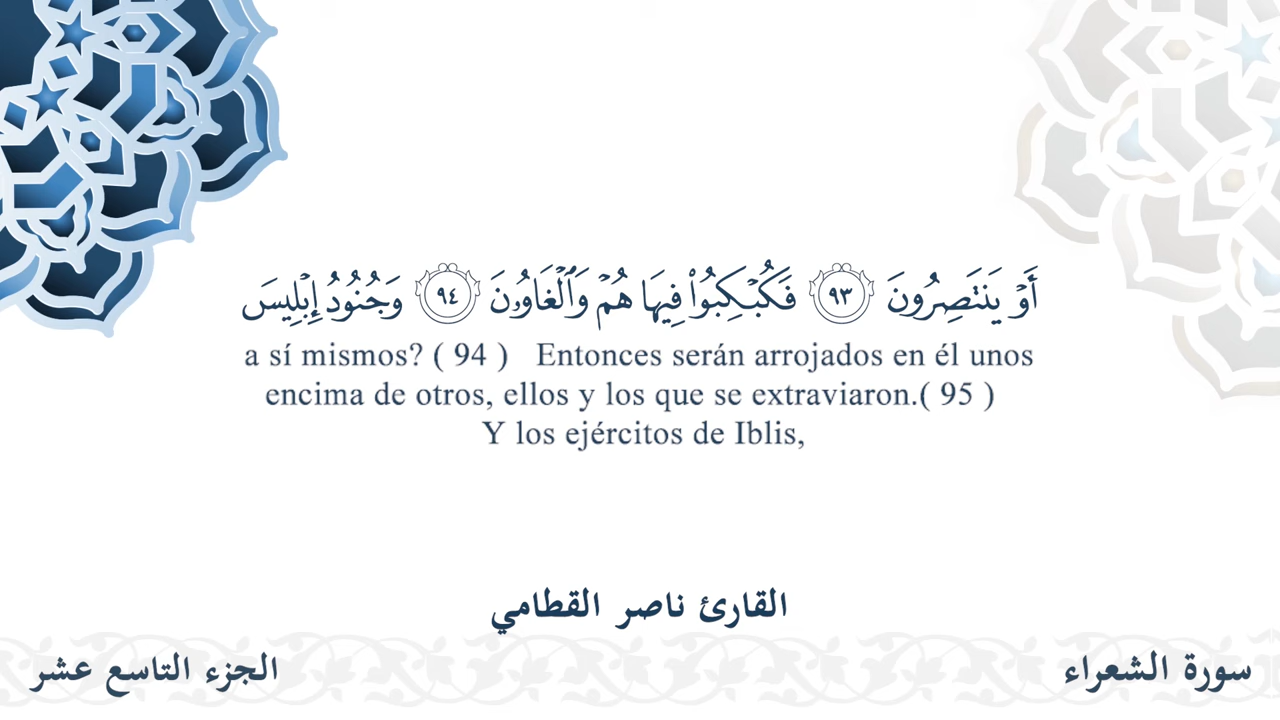 أَوْ يَنتَصِرُونَ ٩٣ فَكُبْكِبُوا۟ فِيهَا هُمْ وَٱلْغَاوُۥنَ ٩٤ وَجُنُودُ إِبْلِيسَ
a sí mismos? ( 94 ) Entonces serán arrojados en él unos
encima de otros, ellos y los que se extraviaron.( 95 )
Y los ejércitos de Iblis,
القارئ ناصر القطامي
سورة الشعراء
الجزء التاسع عشر